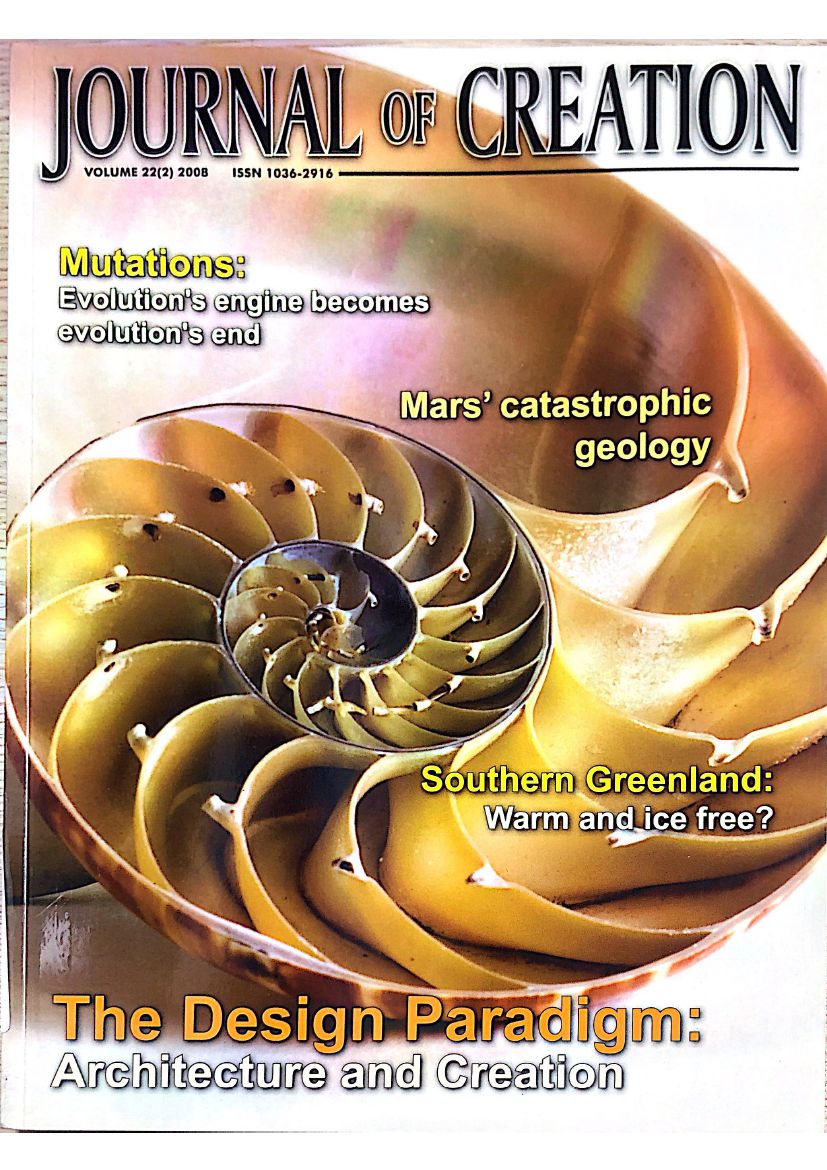 JOURNAL OF CREATION
VOLUME 22(2) 2008 ISSN 1036-2916
Mutations:
Evolution's engine becomes
evolution's end
Mars’ catastrophic
geology
Southern Greenland:
Warm and ice free?
The Design Paradigm:
Architecture and Creation